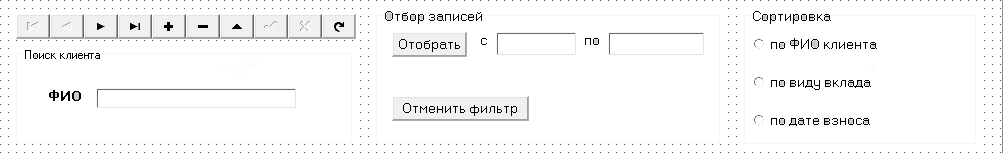 Поиск клиента
ФИО
Отбор записей
Отобрать с по
Отменить фильтр
Сортировка
по ФИО клиента
по виду вклада
по дате взноса